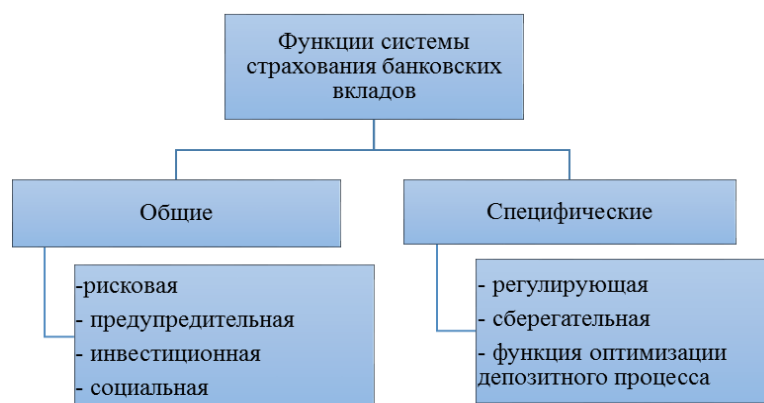 Функции системы
страхования банковских
вкладов
Общие
Специфические
-рисковая
- предупредительная
- инвестиционная
- социальная
- регулирующая
- сберегательная
- функция оптимизации
депозитного процесса